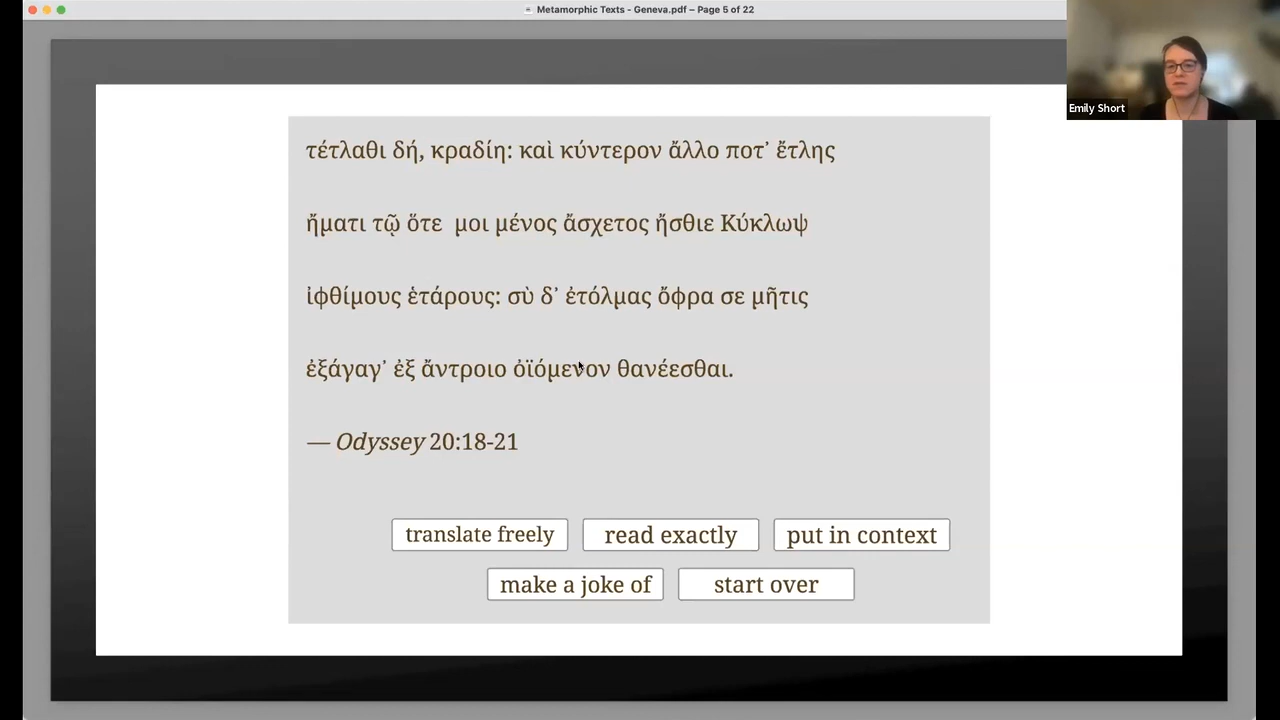 Metamorphic Texts - Geneva.pdf – Page 5 of 22
Emily Short
τέτλαθι δή, κραδίη: καὶ κύντερον ἄλλο ποτ᾽ ἔτλης
ἤματι τῷ ὅτε μοι μένος ἄσχετος ἤσθιε Κύκλωψ
ἰφθίμους ἑτάρους: σὺ δ᾽ ἐτόλμας ὄφρα σε μῆτις
ἐξάγαγ᾽ ἐξ ἄντροιο ὀϊόμενον θανέεσθαι.
— Odyssey 20:18-21
translate freely read exactly put in context
make a joke of start over